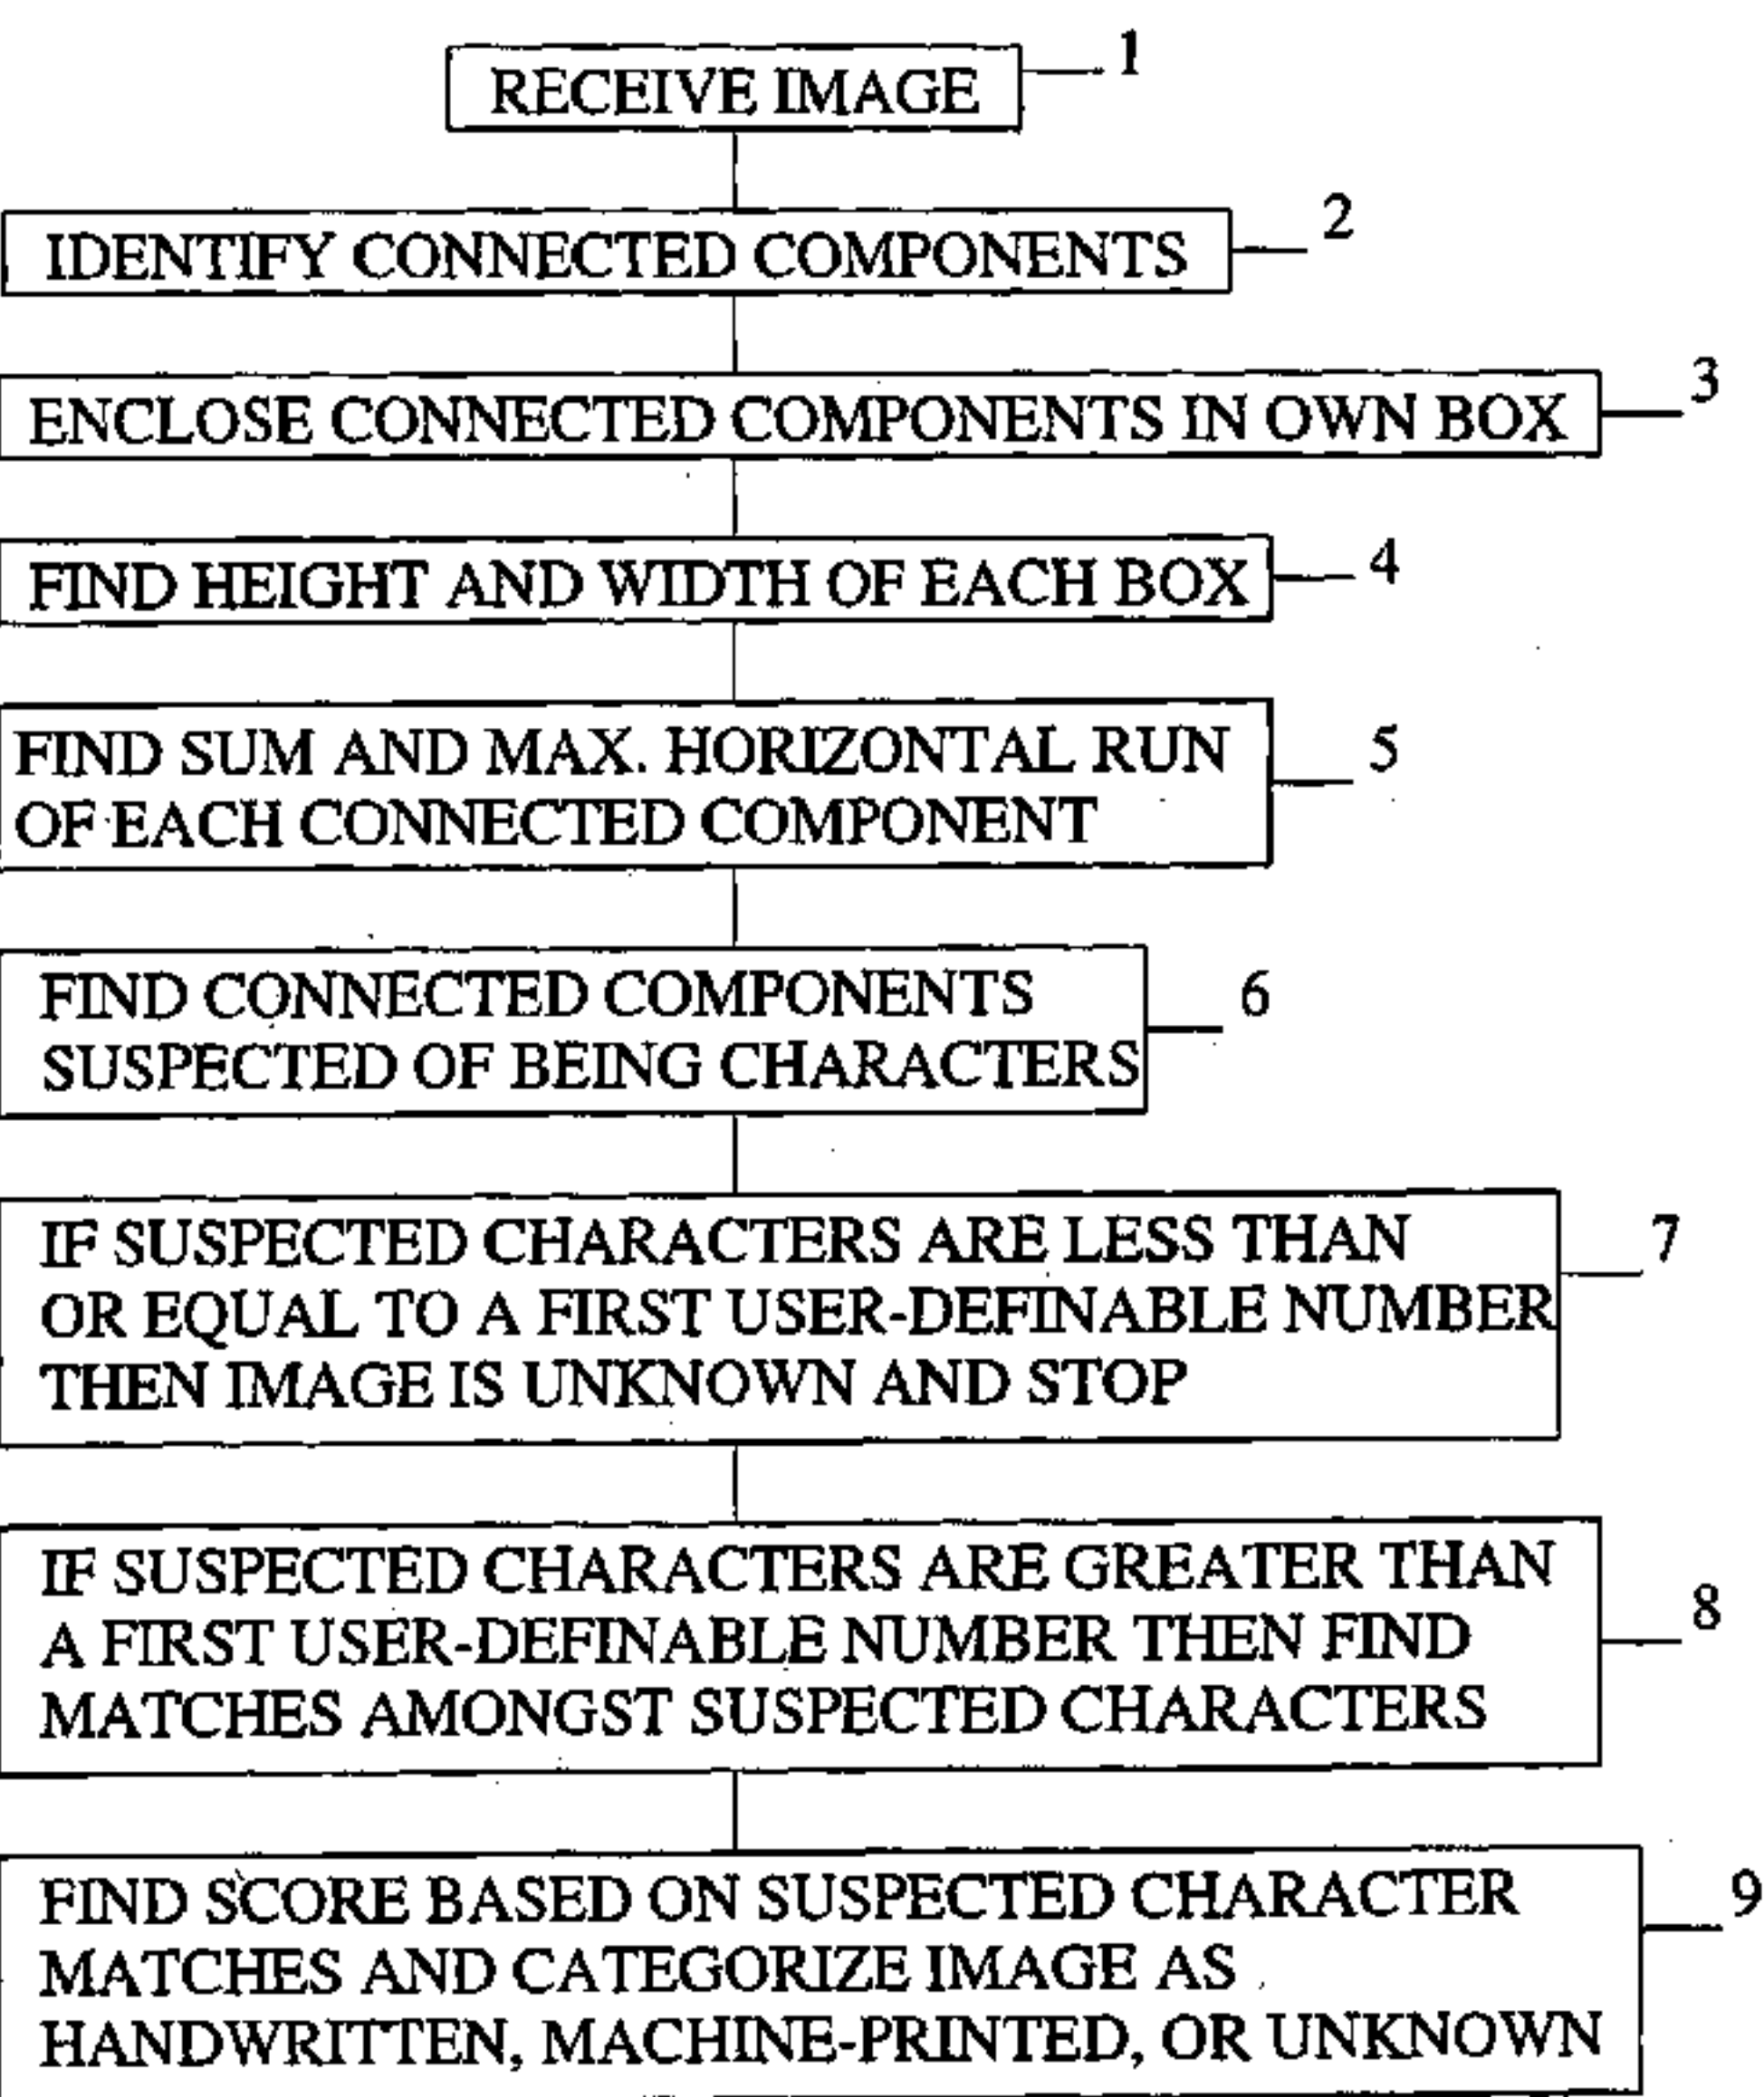 RECEIVE IMAGE 1
IDENTIFY CONNECTED COMPONENTS 2
ENCLOSE CONNECTED COMPONENTS IN OWN BOX 3
FIND HEIGHT AND WIDTH OF EACH BOX 4
FIND SUM AND MAX. HORIZONTAL RUN 5
OF EACH CONNECTED COMPONENT
FIND CONNECTED COMPONENTS 6
SUSPECTED OF BEING CHARACTERS
IF SUSPECTED CHARACTERS ARE LESS THAN 7
OR EQUAL TO A FIRST USER-DEFINABLE NUMBER
THEN IMAGE IS UNKNOWN AND STOP
IF SUSPECTED CHARACTERS ARE GREATER THAN
A FIRST USER-DEFINABLE NUMBER THEN FIND 8
MATCHES AMONGST SUSPECTED CHARACTERS
FIND SCORE BASED ON SUSPECTED CHARACTER 9
MATCHES AND CATEGORIZE IMAGE AS
HANDWRITTEN, MACHINE-PRINTED, OR UNKNOWN